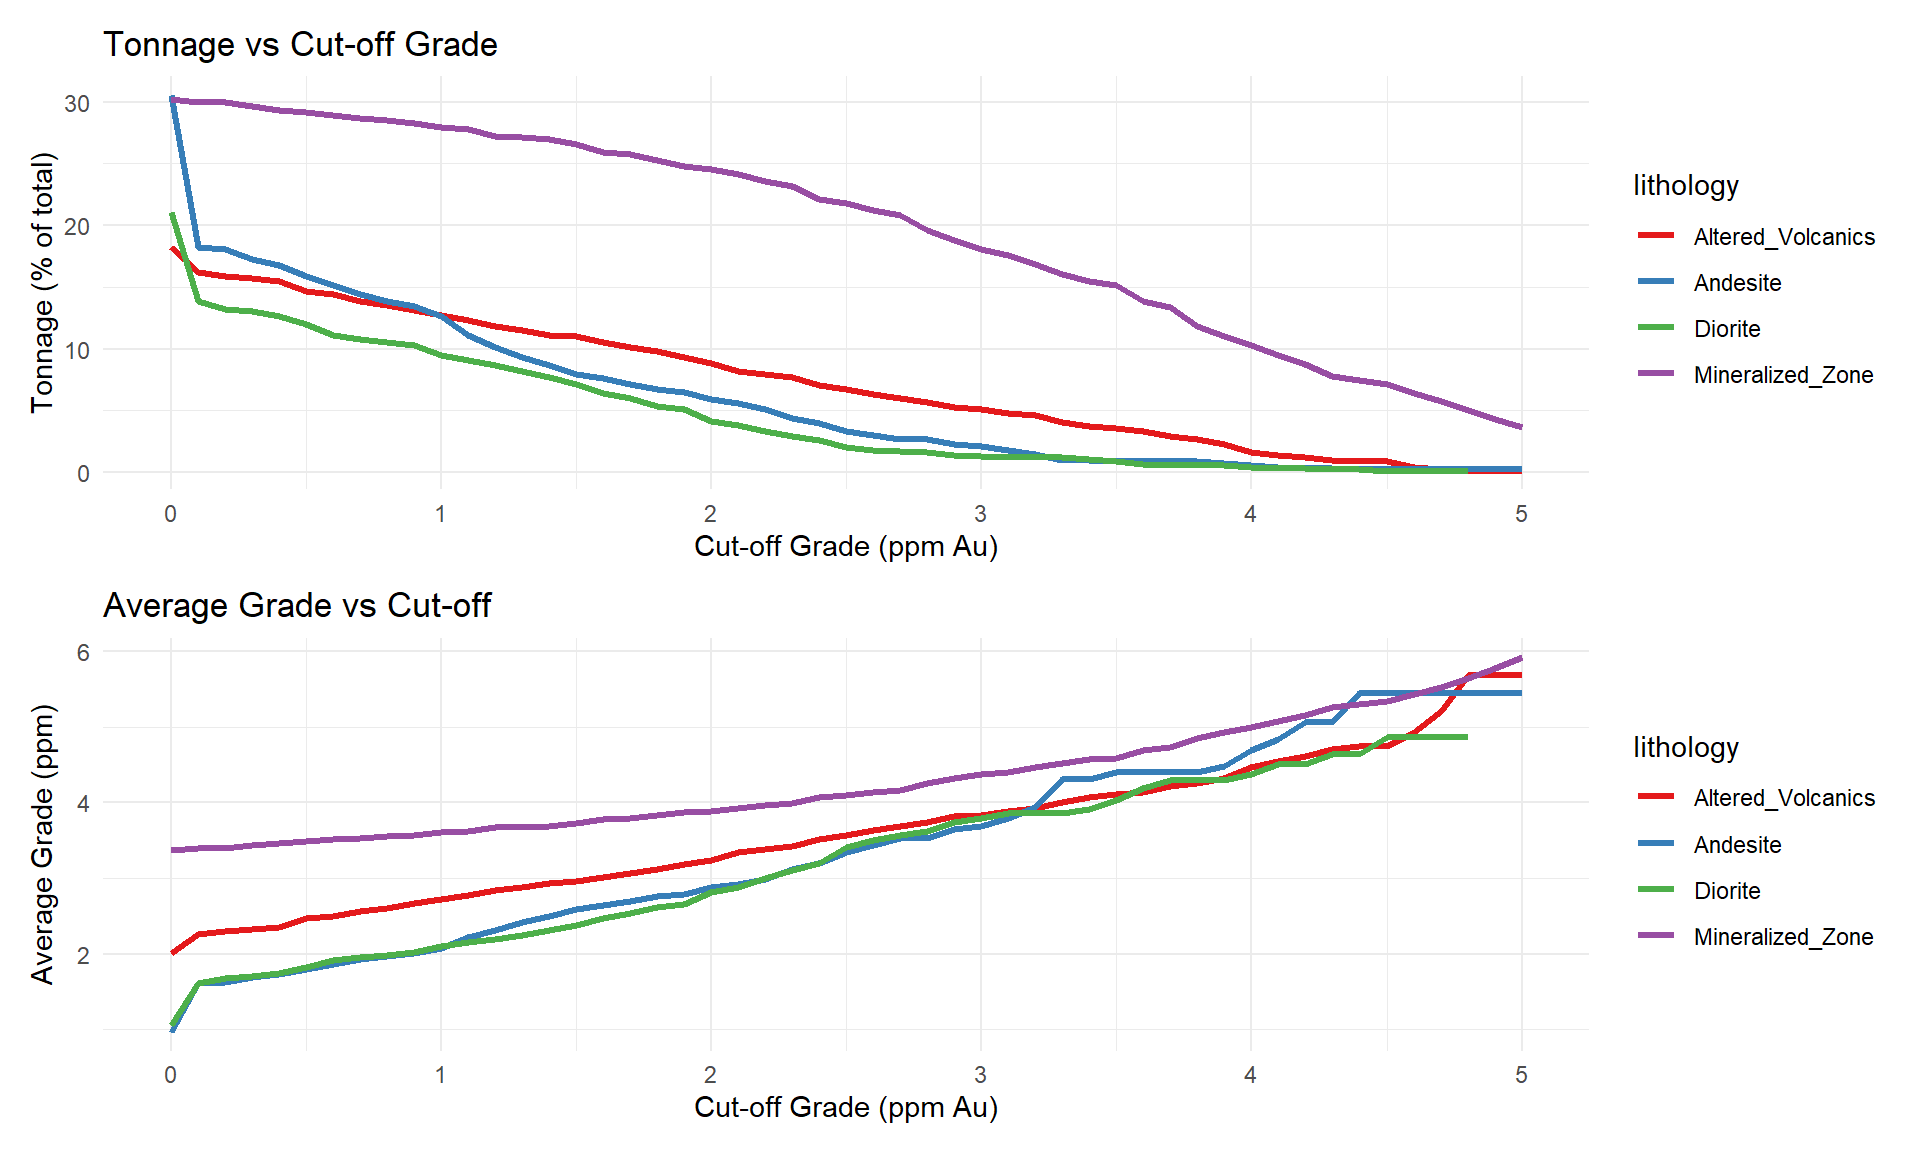 Tonnage vs Cut-off Grade
Tonnage (% of total)
30
20
10
0
0 1 2 3 4 5
Cut-off Grade (ppm Au)
lithology
Altered_Volcanics
Andesite
Diorite
Mineralized_Zone
Average Grade vs Cut-off
Average Grade (ppm)
6
4
2
0 1 2 3 4 5
Cut-off Grade (ppm Au)
lithology
Altered_Volcanics
Andesite
Diorite
Mineralized_Zone